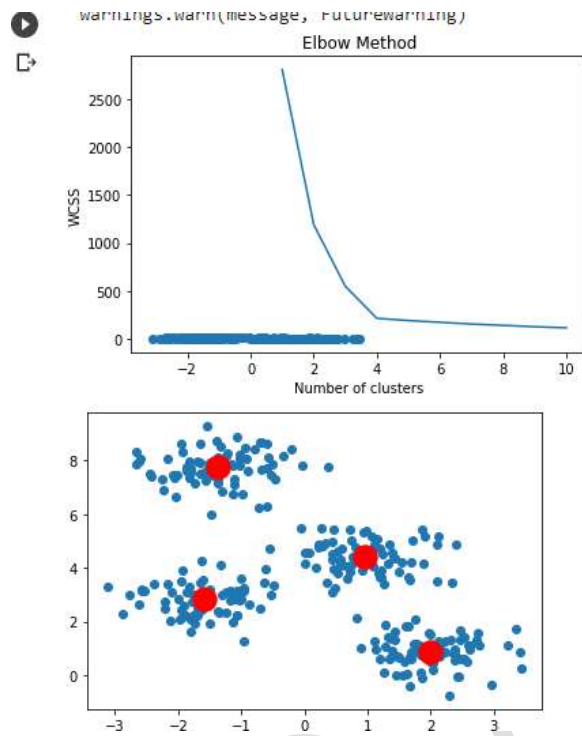 warnings.warn(message, FutureWarning)
Elbow Method
2500
2000
1500
1000
500
0
WCSS
−2 0 2 4 6 8 10
Number of clusters
8
6
4
2
0
−3 −2 −1 0 1 2 3